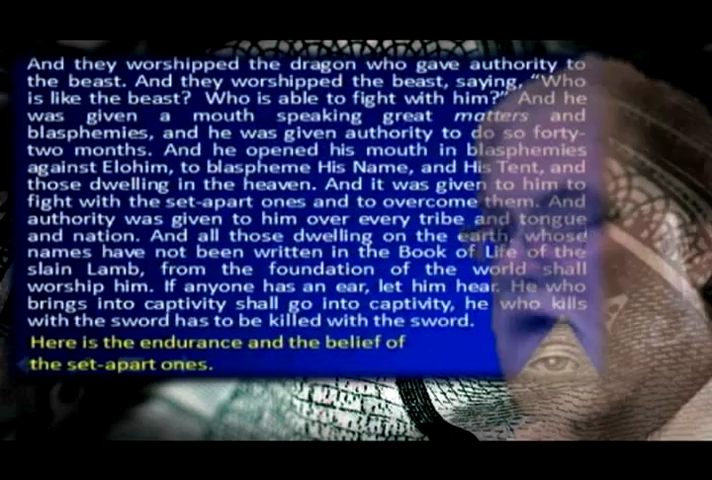 And they worshipped the dragon who gave authority to
the beast. And they worshipped the beast, saying, “Who
is like the beast? Who is able to fight with him?” And he
was given a mouth speaking great matters and
blasphemies, and he was given authority to do so forty-
two months. And he opened his mouth in blasphemies
against Elohim, to blaspheme His Name, and His Tent, and
those dwelling in the heaven. And it was given to him to
fight with the set-apart ones and to overcome them. And
authority was given to him over every tribe and tongue
and nation. And all those dwelling on the earth, whose
names have not been written in the Book of Life of the
slain Lamb, from the foundation of the world shall
worship him. If anyone has an ear, let him hear. He who
brings into captivity shall go into captivity, he who kills
with the sword has to be killed with the sword.
Here is the endurance and the belief of
the set-apart ones.